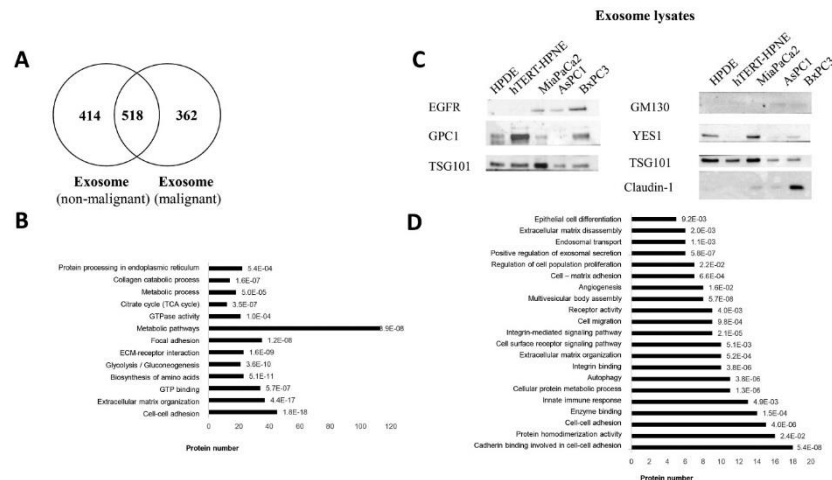 Exosome lysates
A
414
518
362
Exosome
(non-malignant)
Exosome
(malignant)
B
Protein processing in endoplasmic reticulum 5.4E-04
Collagen catabolic process 1.6E-07
Metabolic process 5.0E-05
Citrate cycle (TCA cycle) 3.5E-07
GTPase activity 1.0E-04
Metabolic pathways 8.9E-08
Focal adhesion 1.2E-08
ECM-receptor interaction 1.6E-09
Glycolysis / Gluconeogenesis 3.6E-10
Biosynthesis of amino acids 5.1E-11
GTP binding 5.7E-07
Extracellular matrix organization 4.4E-17
Cell-cell adhesion 1.8E-18
0 20 40 60 80 100 120
Protein number
C
HPDE
hTERT-HPNE
MiaPaCa2
AsPC1
BxPC3
EGFR
GPC1
TSG101
HPDE
hTERT-HPNE
MiaPaCa2
AsPC1
BxPC3
GM130
YES1
TSG101
Claudin-1
D
Epithelial cell differentiation 9.2E-03
Extracellular matrix disassembly 2.0E-03
Endosomal transport 1.1E-03
Positive regulation of exosomal secretion 5.8E-07
Regulation of cell population proliferation 2.2E-02
Cell – matrix adhesion 6.6E-04
Angiogenesis 1.6E-02
Multivesicular body assembly 5.7E-08
Receptor activity 4.0E-03
Cell migration 9.8E-04
Integrin-mediated signaling pathway 2.1E-05
Cell surface receptor signaling pathway 5.1E-03
Extracellular matrix organization 5.2E-04
Integrin binding 3.8E-06
Autophagy 3.8E-06
Cellular protein metabolic process 1.3E-06
Innate immune response 4.9E-03
Enzyme binding 1.5E-04
Cell-cell adhesion 4.0E-06
Protein homodimerization activity 2.4E-02
Cadherin binding involved in cell-cell adhesion 5.4E-08
0 2 4 6 8 10 12 14 16 18 20
Protein number